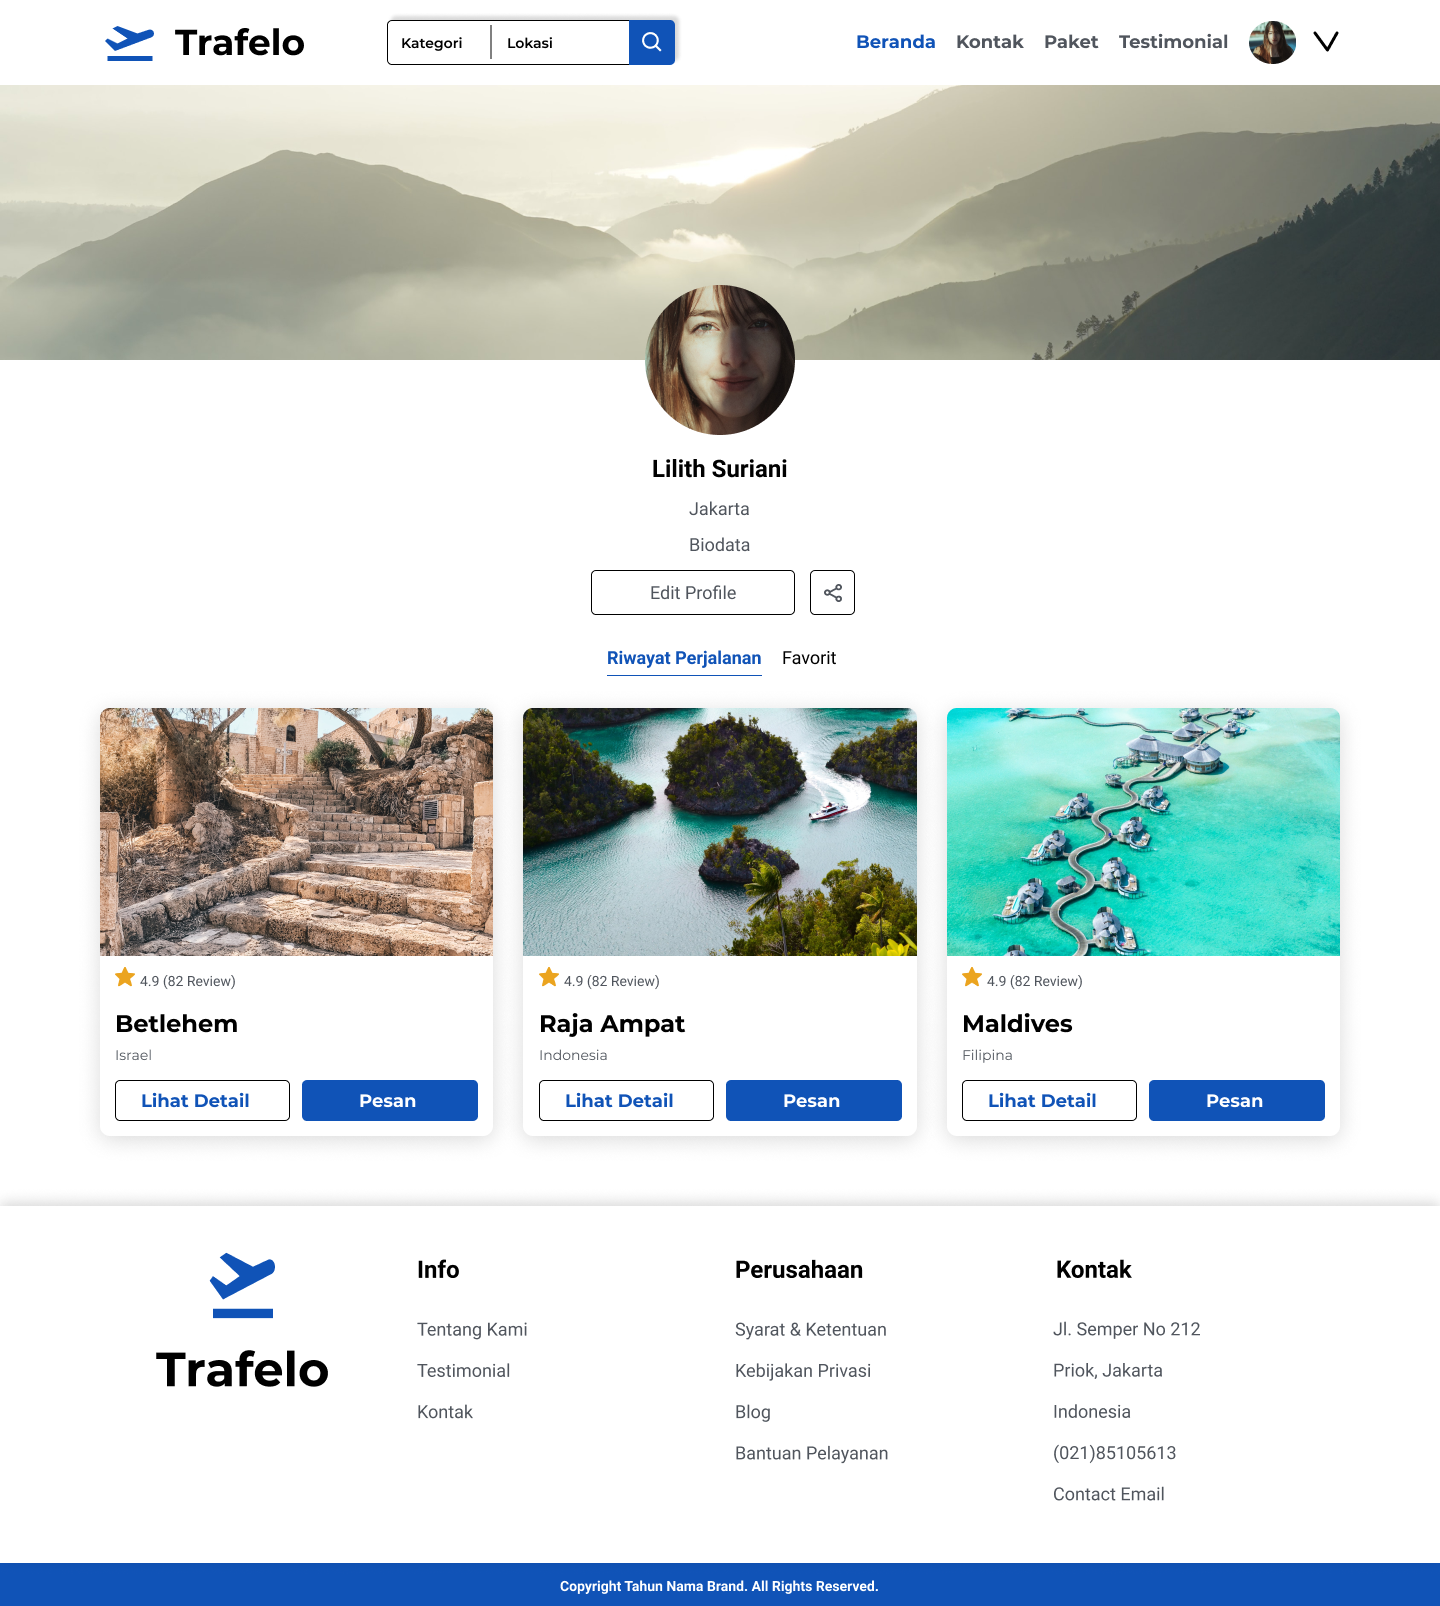 Trafelo
Kategori
Lokasi
Beranda
Kontak
Paket
Testimonial
Lilith Suriani
Jakarta
Biodata
Edit Profile
Riwayat Perjalanan
Favorit
4.9 (82 Review)
Betlehem
Israel
Lihat Detail
Pesan
4.9 (82 Review)
Raja Ampat
Indonesia
Lihat Detail
Pesan
4.9 (82 Review)
Maldives
Filipina
Lihat Detail
Pesan
Trafelo
Info
Tentang Kami
Testimonial
Kontak
Perusahaan
Syarat & Ketentuan
Kebijakan Privasi
Blog
Bantuan Pelayanan
Kontak
Jl. Semper No 212
Priok, Jakarta
Indonesia
(021)85105613
Contact Email
Copyright Tahun Nama Brand. All Rights Reserved.